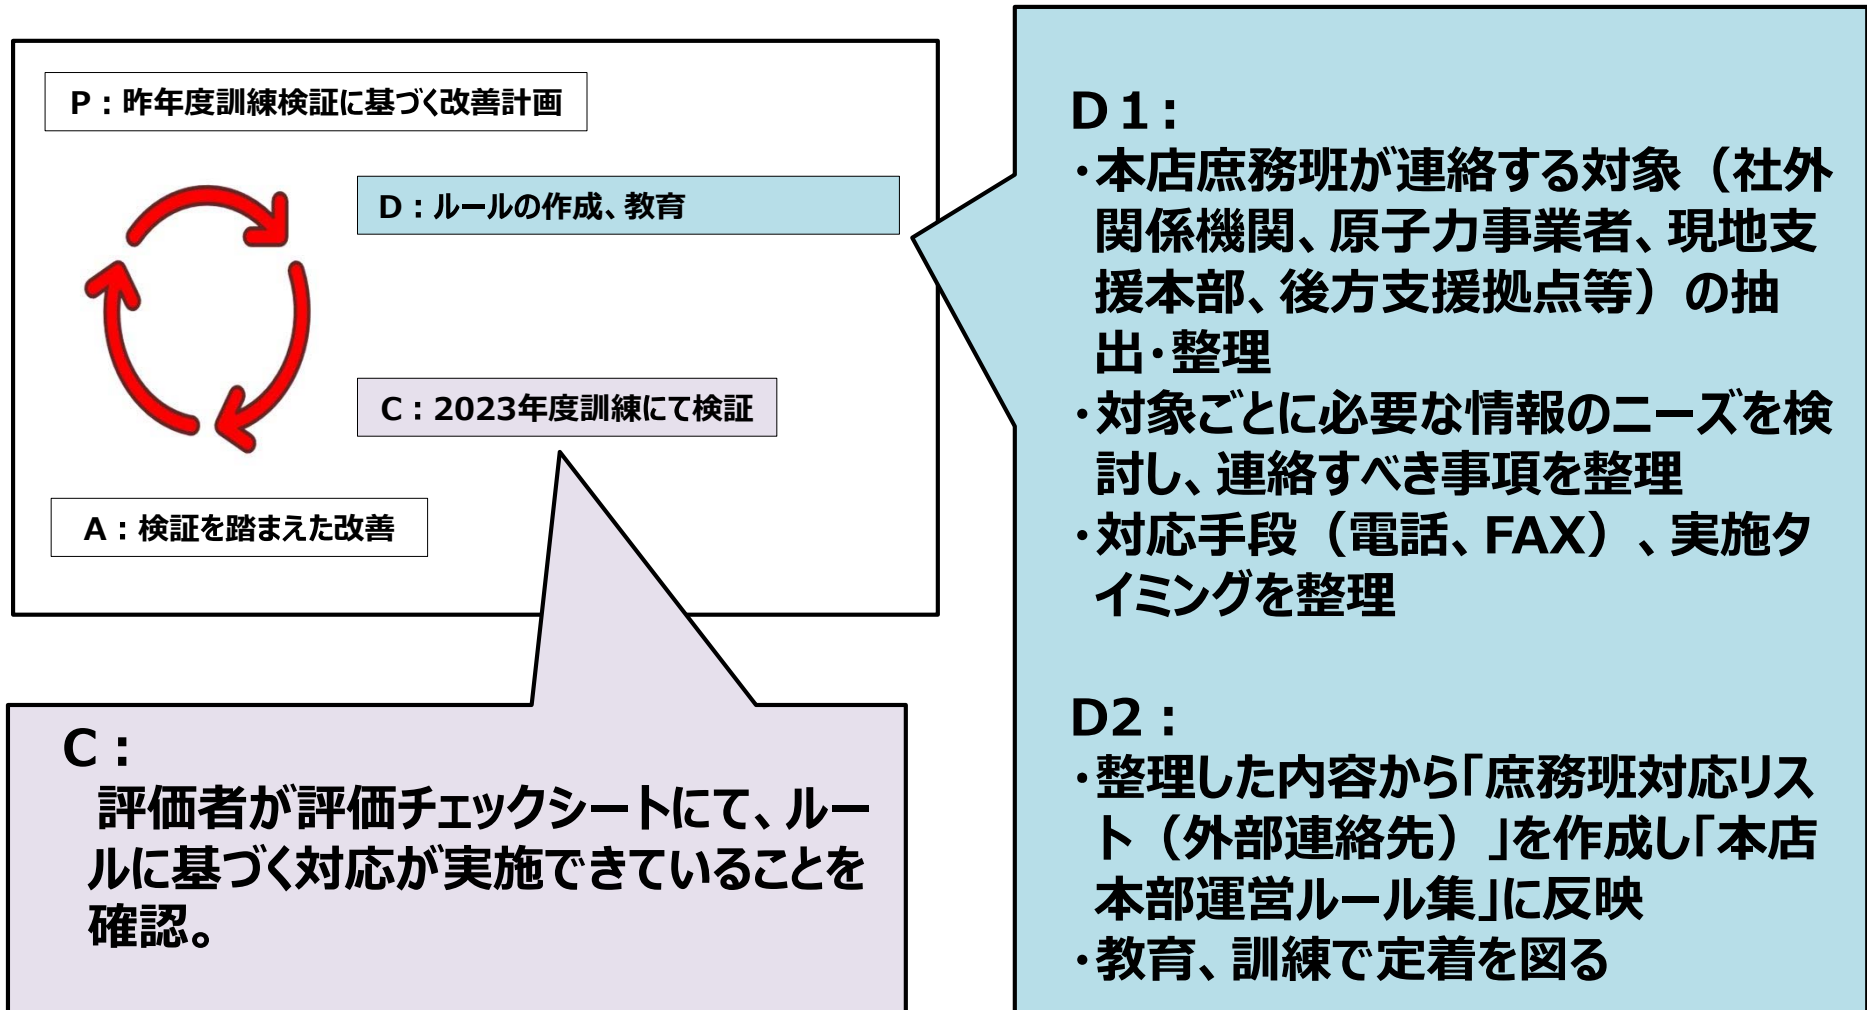 P：昨年度訓練検証に基づく改善計画
D：ルールの作成、教育
C：2023年度訓練にて検証
A：検証を踏まえた改善
D１：
・本店庶務班が連絡する対象（社外
関係機関、原子力事業者、現地支
援本部、後方支援拠点等）の抽
出・整理
・対象ごとに必要な情報のニーズを検
討し、連絡すべき事項を整理
・対応手段（電話、FAX）、実施タ
イミングを整理
D2：
・整理した内容から「庶務班対応リス
ト（外部連絡先）」を作成し「本店
本部運営ルール集」に反映
・教育、訓練で定着を図る
C：
評価者が評価チェックシートにて、ルー
ルに基づく対応が実施できていることを
確認。